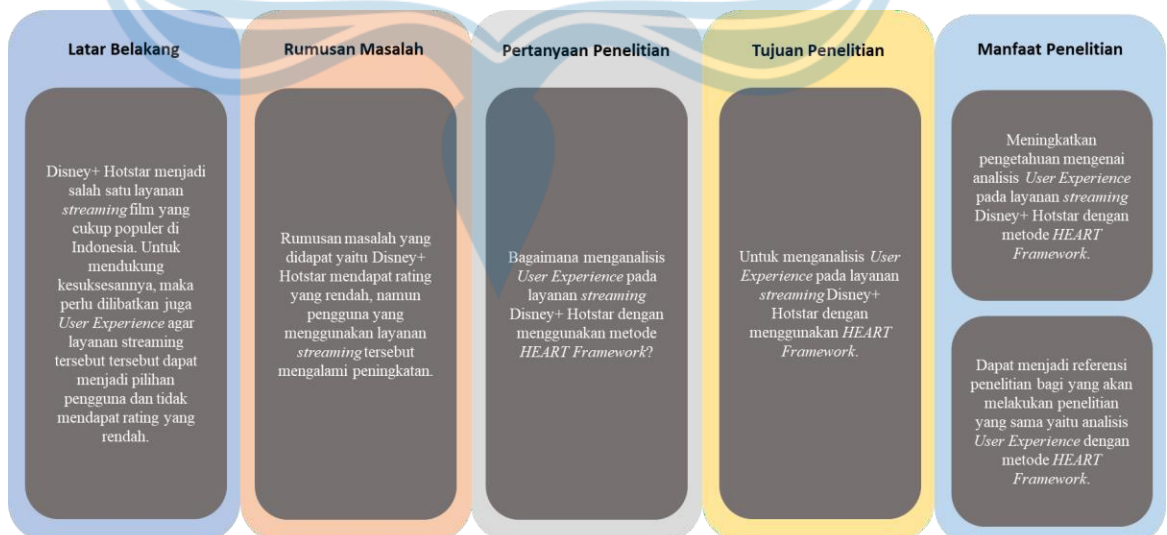 Latar Belakang
Disney+ Hotstar menjadi
salah satu layanan
streaming film yang
cukup populer di
Indonesia. Untuk
mendukung
kesuksesannya, maka
perlu dilibatkan juga
User Experience agar
layanan streaming
tersebut tersebut dapat
menjadi pilihan
pengguna dan tidak
mendapat rating yang
rendah.
Rumusan Masalah
Rumusan masalah yang
didapat yaitu Disney+
Hotstar mendapat rating
yang rendah, namun
pengguna yang
menggunakan layanan
streaming tersebut
mengalami peningkatan.
Pertanyaan Penelitian
Bagaimana menganalisis
User Experience pada
layanan streaming
Disney+ Hotstar dengan
menggunakan metode
HEART Framework?
Tujuan Penelitian
Untuk menganalisis User
Experience pada layanan
streaming Disney+
Hotstar dengan
menggunakan HEART
Framework.
Manfaat Penelitian
Meningkatkan
pengetahuan mengenai
analisis User Experience
pada layanan streaming
Disney+ Hotstar dengan
metode HEART
Framework.
Dapat menjadi referensi
penelitian bagi yang akan
melakukan penelitian
yang sama yaitu analisis
User Experience dengan
metode HEART
Framework.